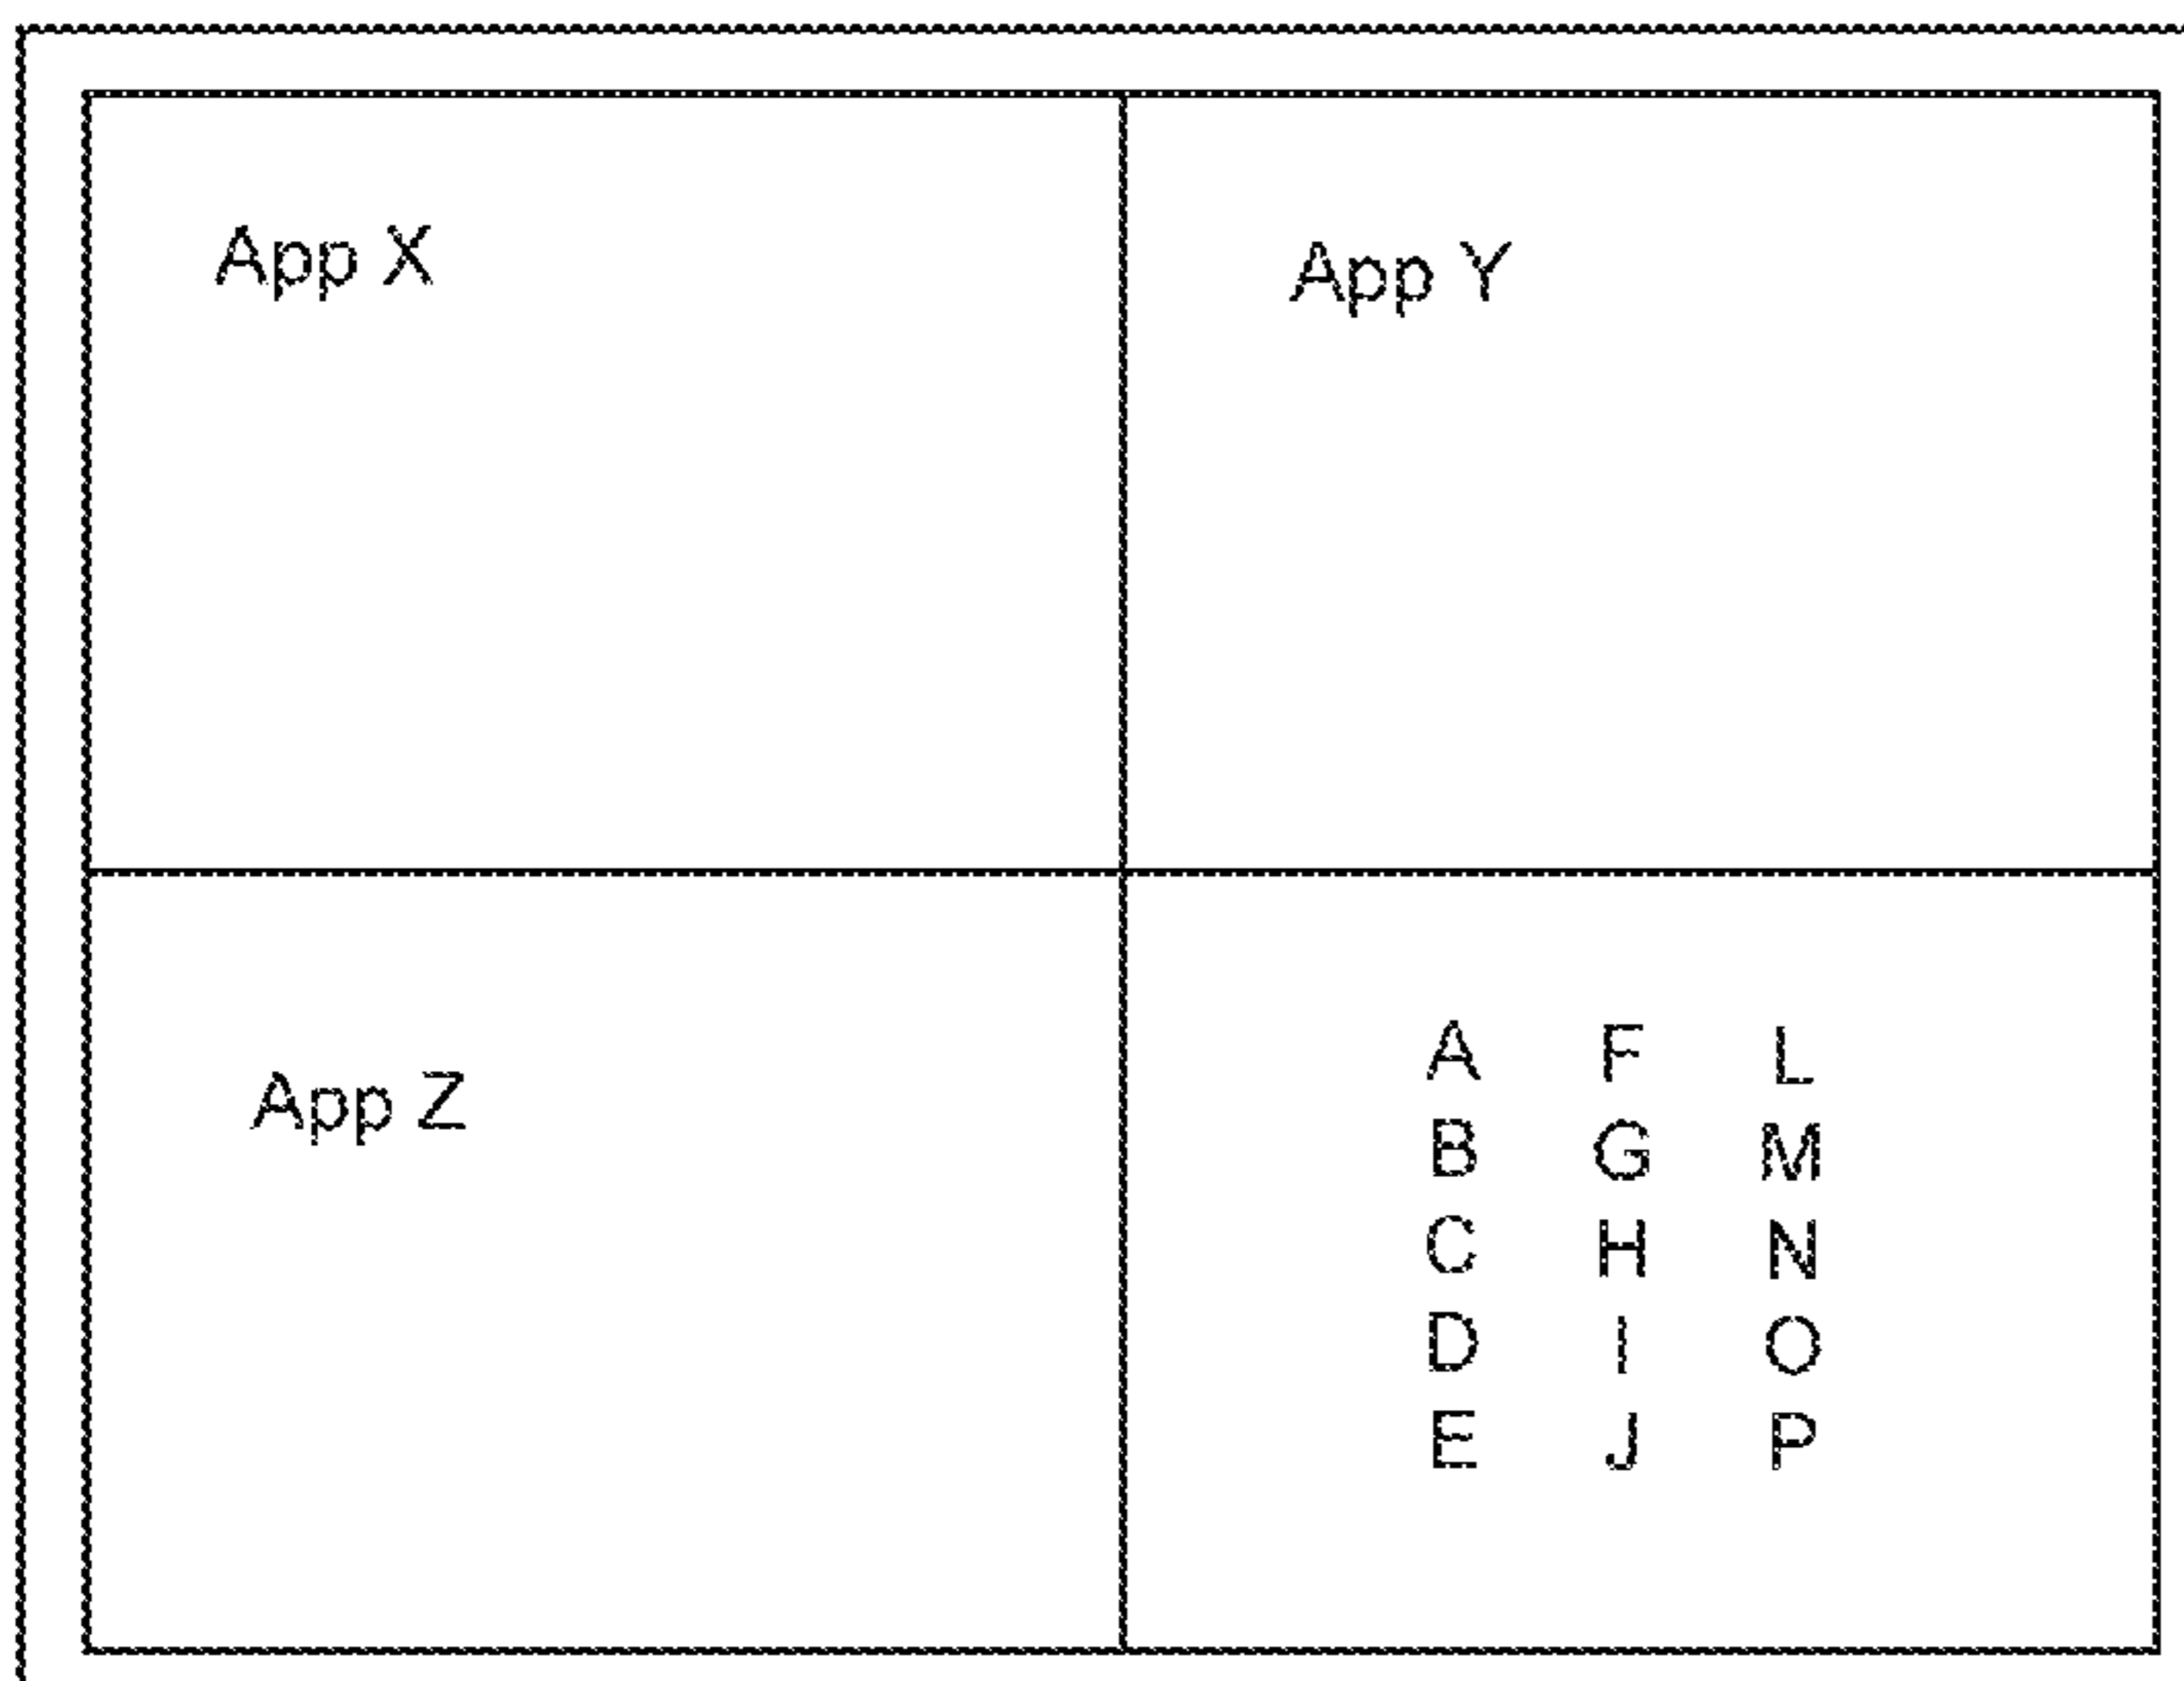 App X
App Y
App Z
A F L
B G M
C H N
D I O
E J P